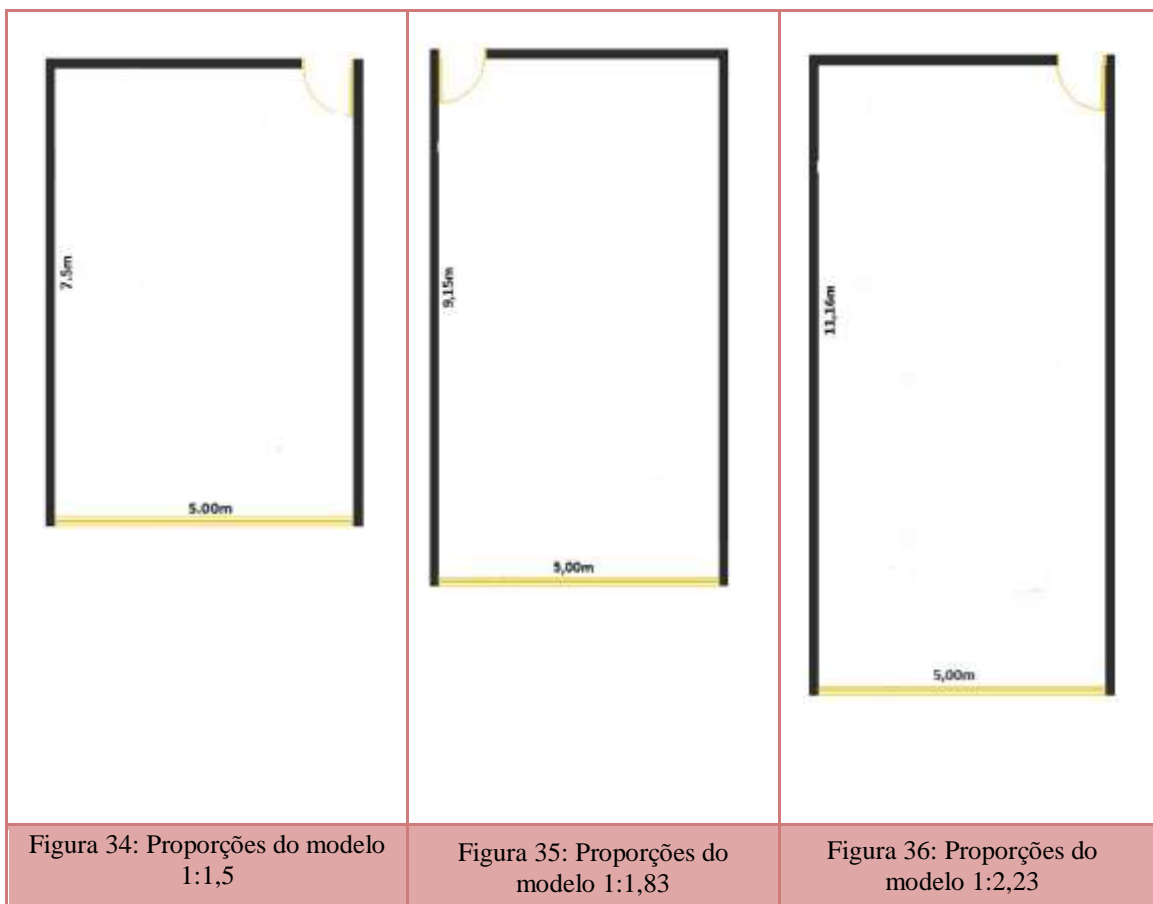 7.5m
5.00m
9,15m
5,00m
11,16m
5,00m
Figura 34: Proporções do modelo
1:1,5
Figura 35: Proporções do
modelo 1:1,83
Figura 36: Proporções do
modelo 1:2,23